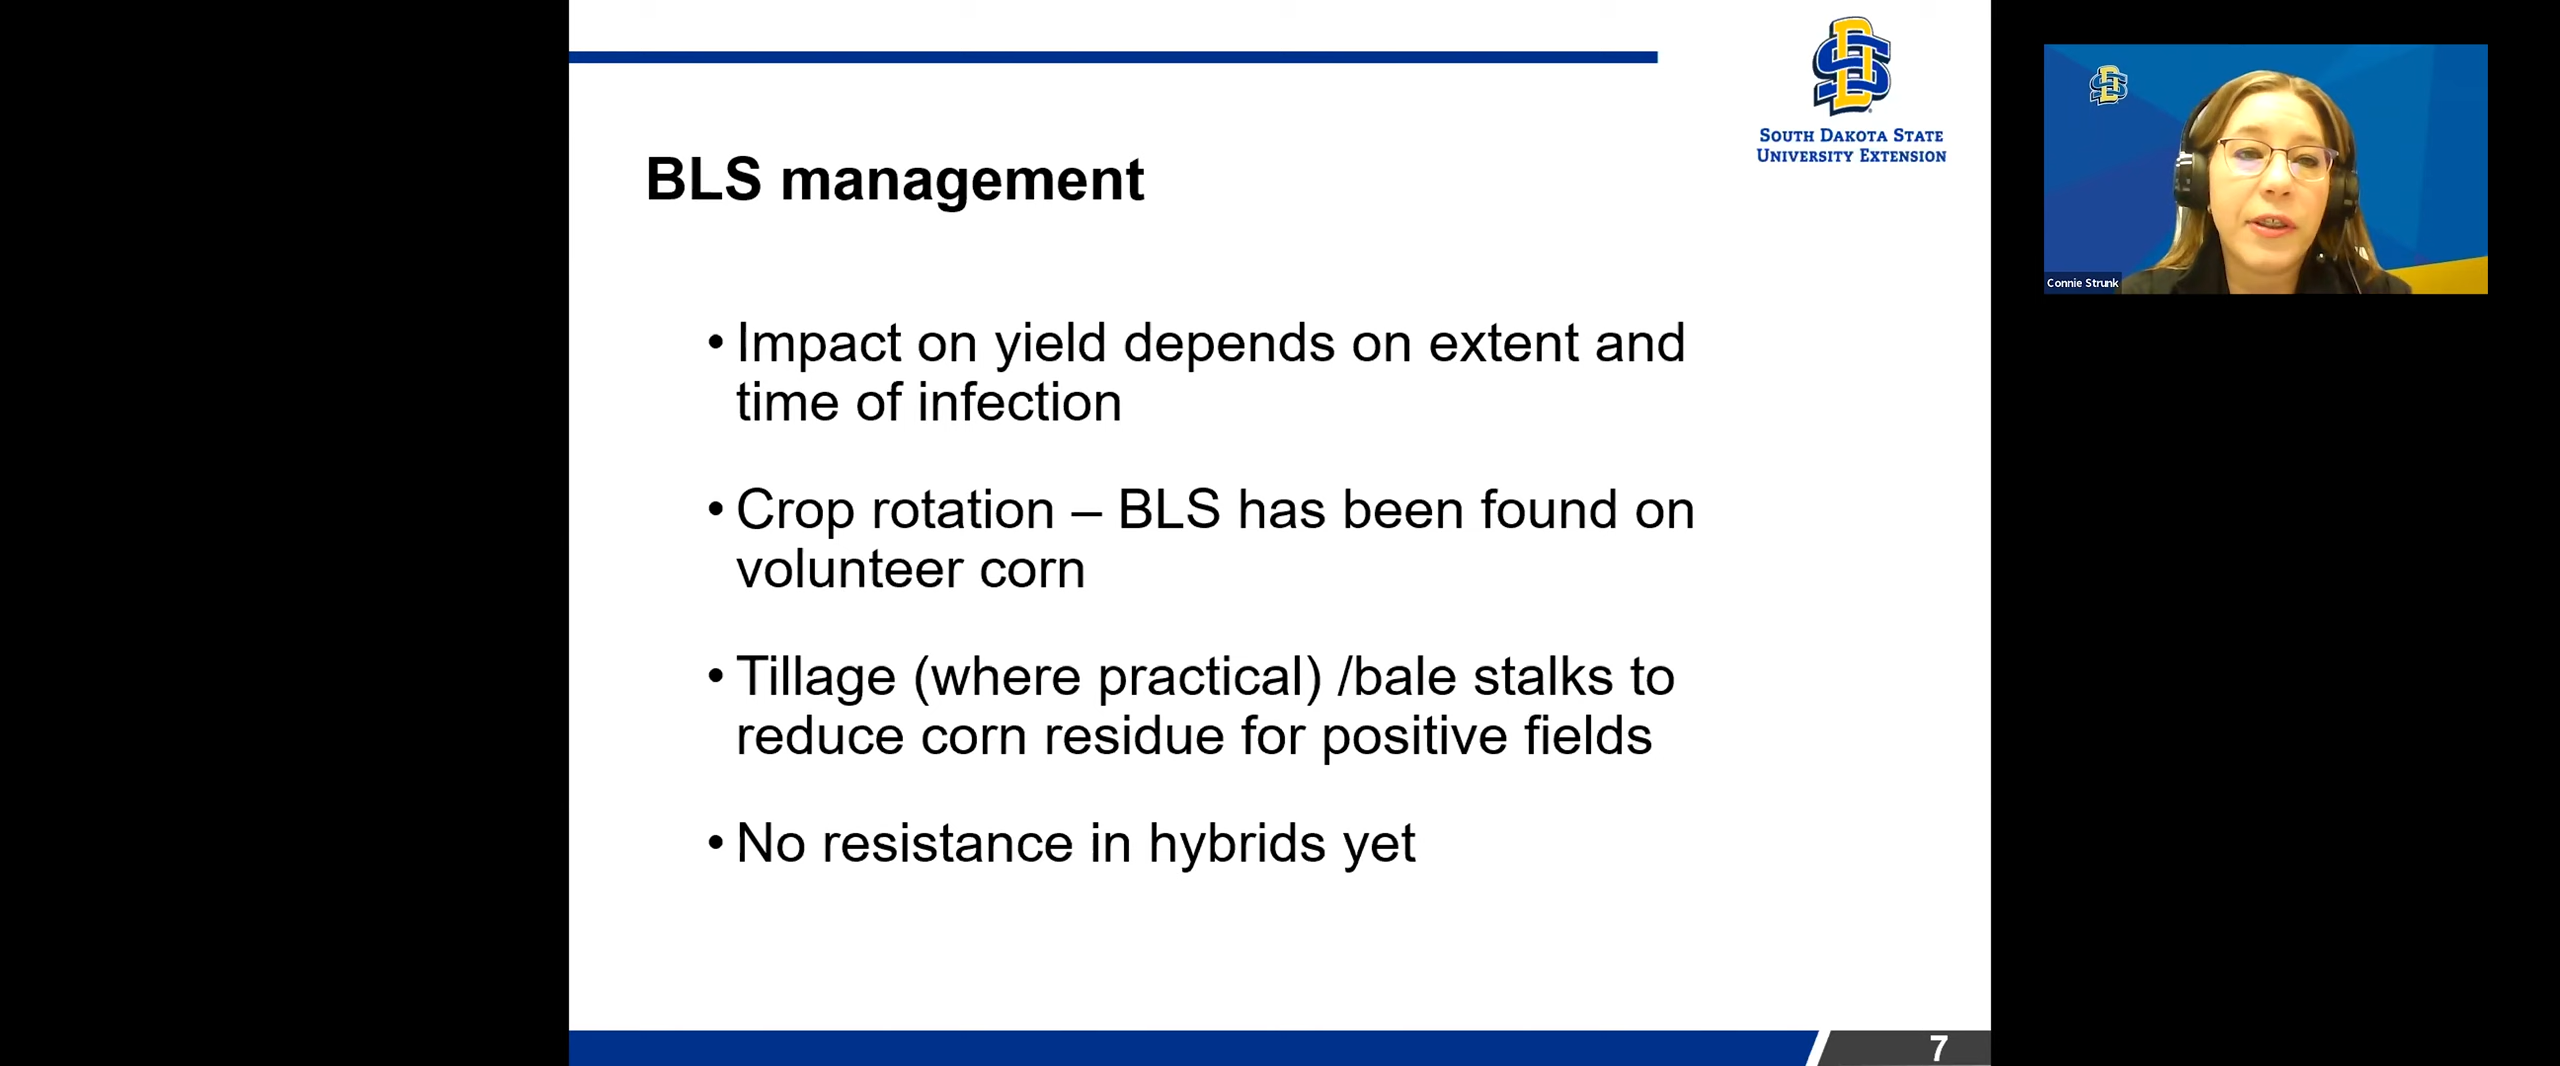 SOUTH DAKOTA STATE
UNIVERSITY EXTENSION
BLS management
• Impact on yield depends on extent and
time of infection
• Crop rotation – BLS has been found on
volunteer corn
• Tillage (where practical) /bale stalks to
reduce corn residue for positive fields
• No resistance in hybrids yet
7
Connie Strunk